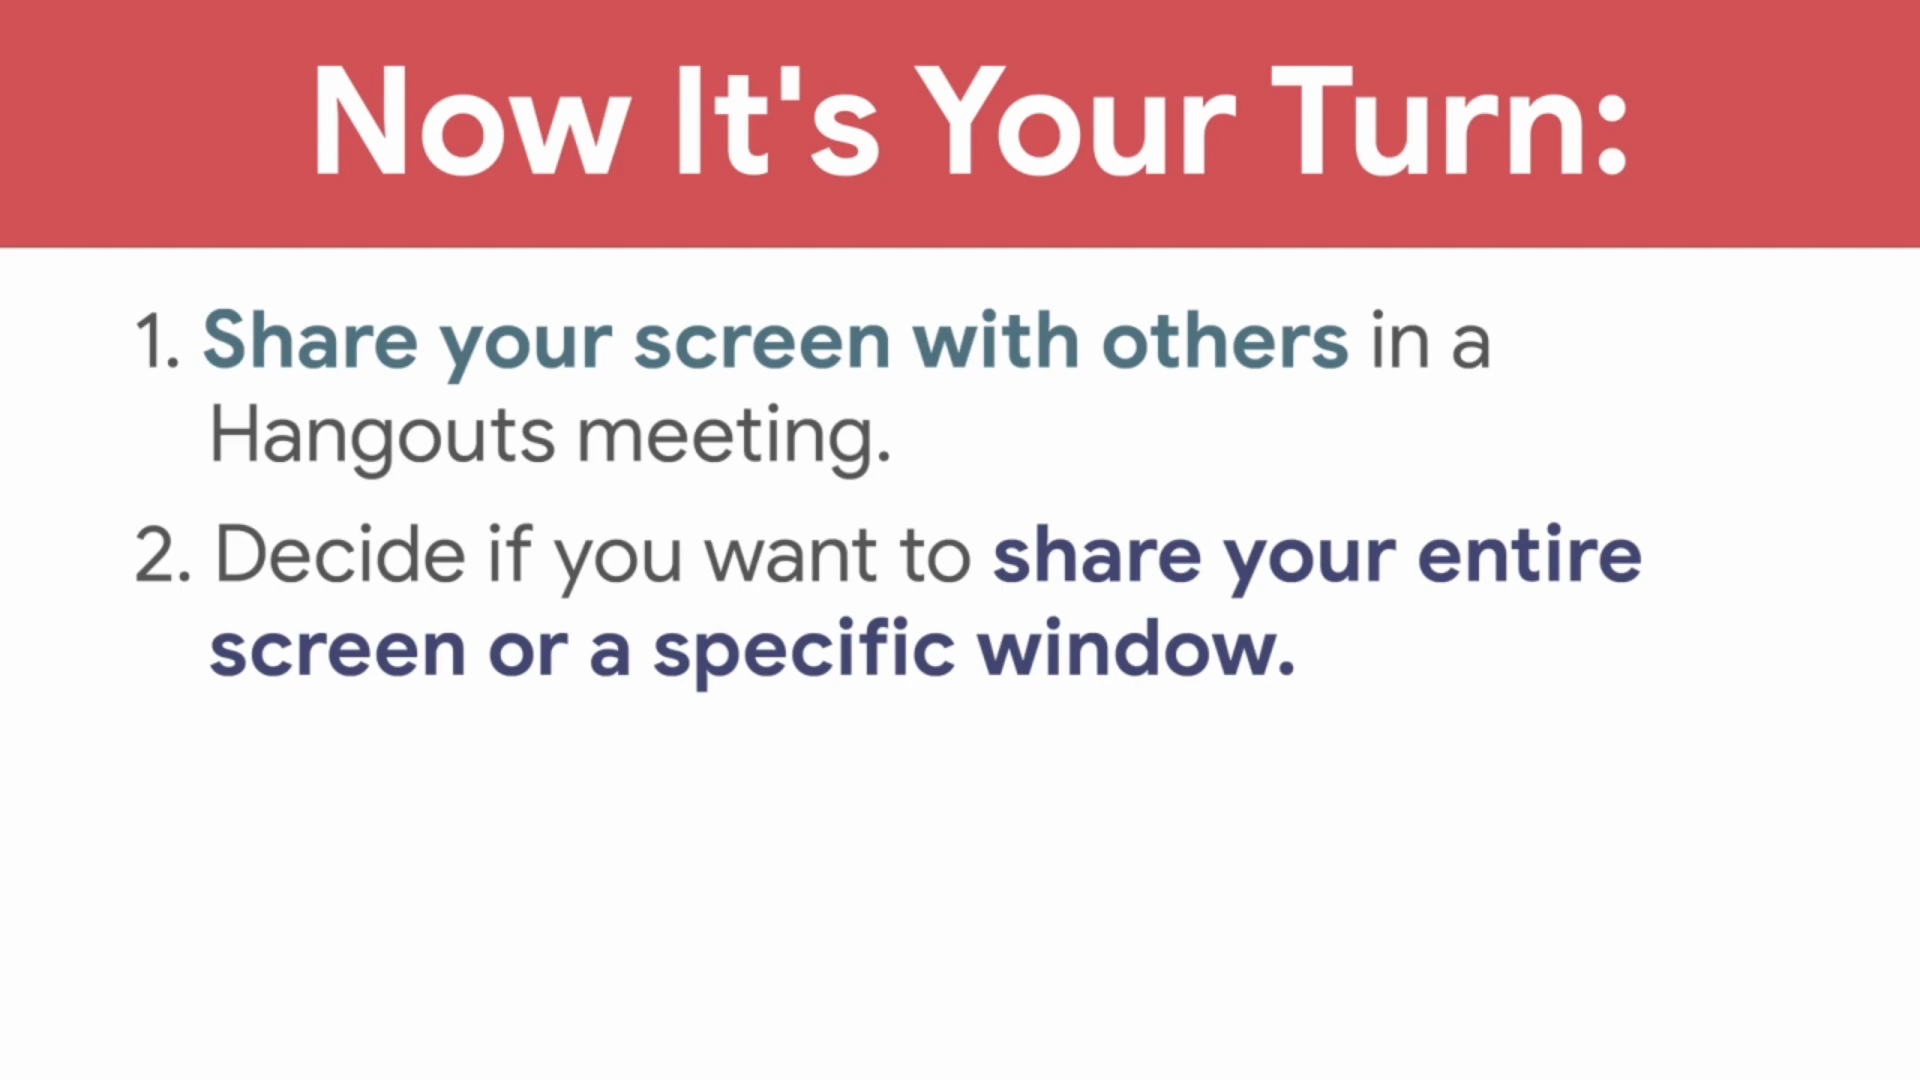 Now It's Your Turn:
1. Share your screen with others in a
Hangouts meeting.
2. Decide if you want to share your entire
screen or a specific window.